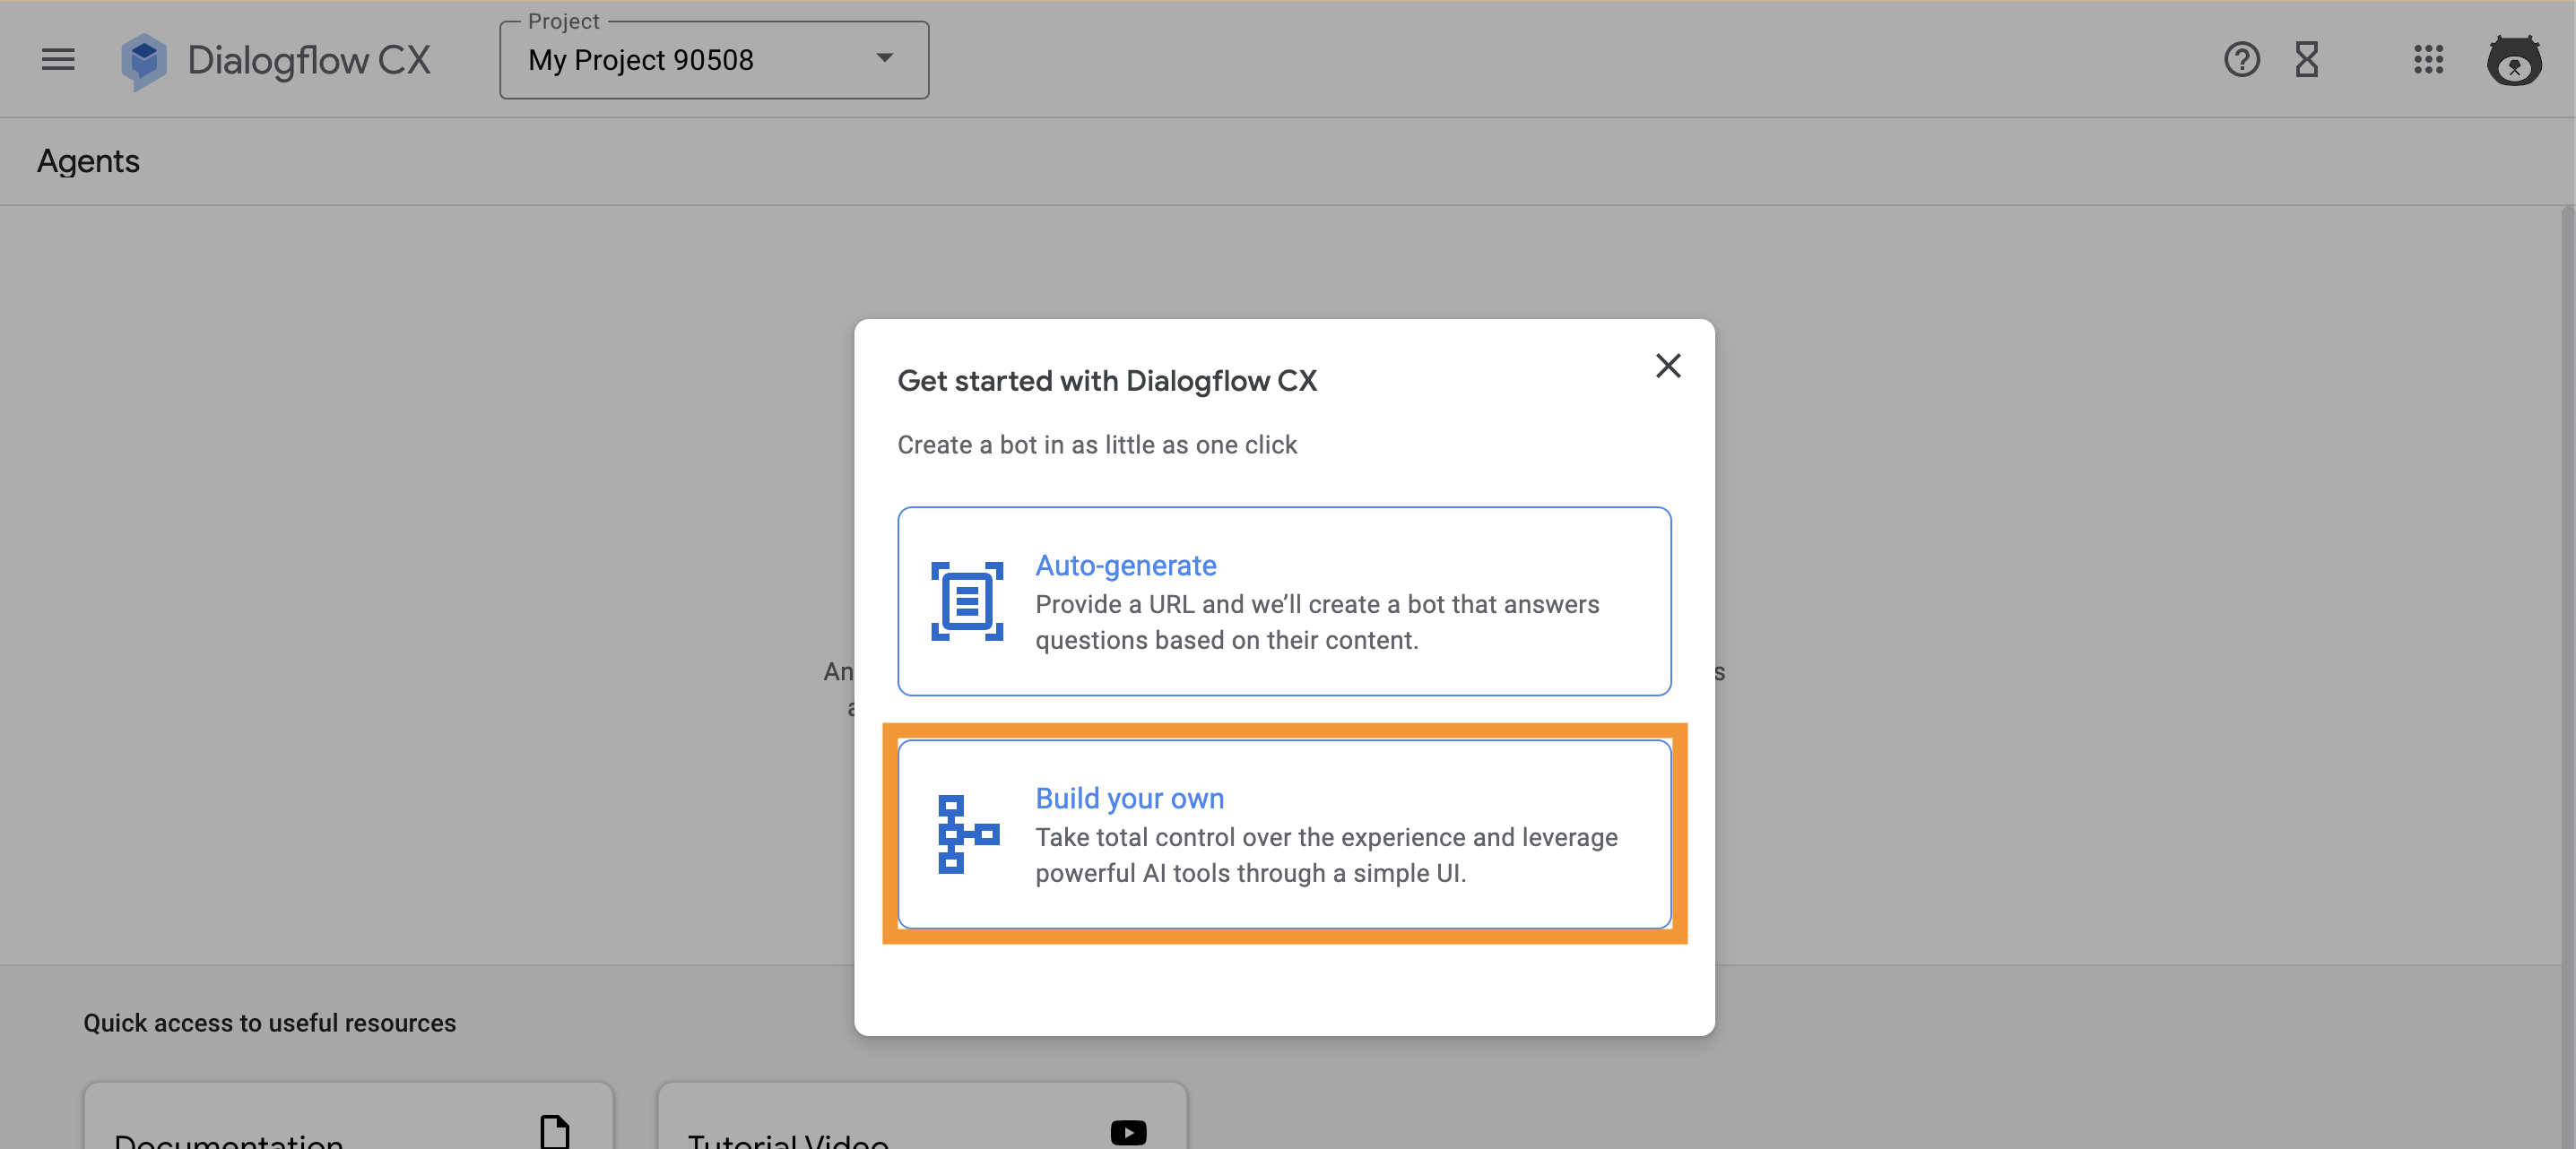 Project
Dialogflow CX
My Project 90508
Agents
Get started with Dialogflow CX
Create a bot in as little as one click
Auto-generate
Provide a URL and we’ll create a bot that answers
questions based on their content.
An
s
a
Build your own
Take total control over the experience and leverage
powerful AI tools through a simple UI.
Quick access to useful resources
Documentation
Tutorial Video